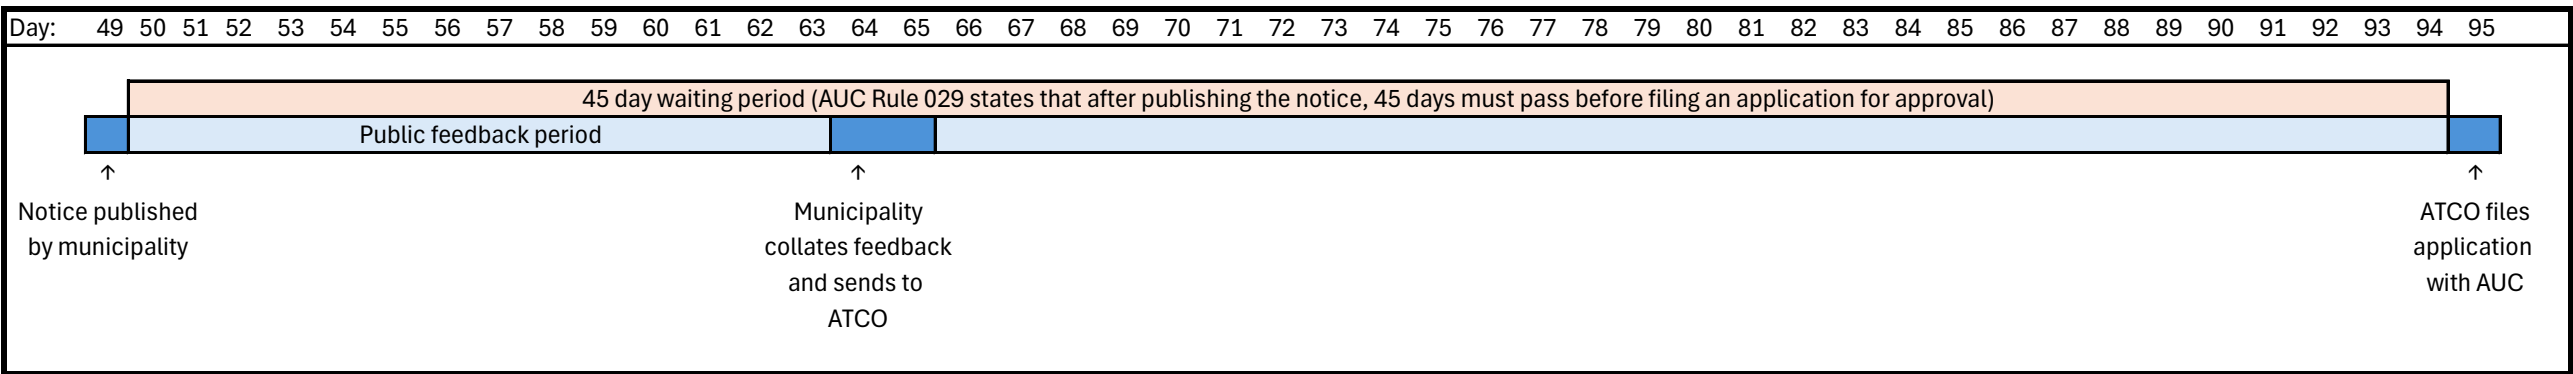 Day: 49 50 51 52 53 54 55 56 57 58 59 60 61 62 63 64 65 66 67 68 69 70 71 72 73 74 75 76 77 78 79 80 81 82 83 84 85 86 87 88 89 90 91 92 93 94 95
45 day waiting period (AUC Rule 029 states that after publishing the notice, 45 days must pass before filing an application for approval)
Public feedback period
↑
Notice published
by municipality
↑
Municipality
collates feedback
and sends to
ATCO
↑
ATCO files
application
with AUC